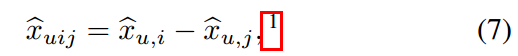 x̂uij = x̂u,i − x̂u,j,1 (7)